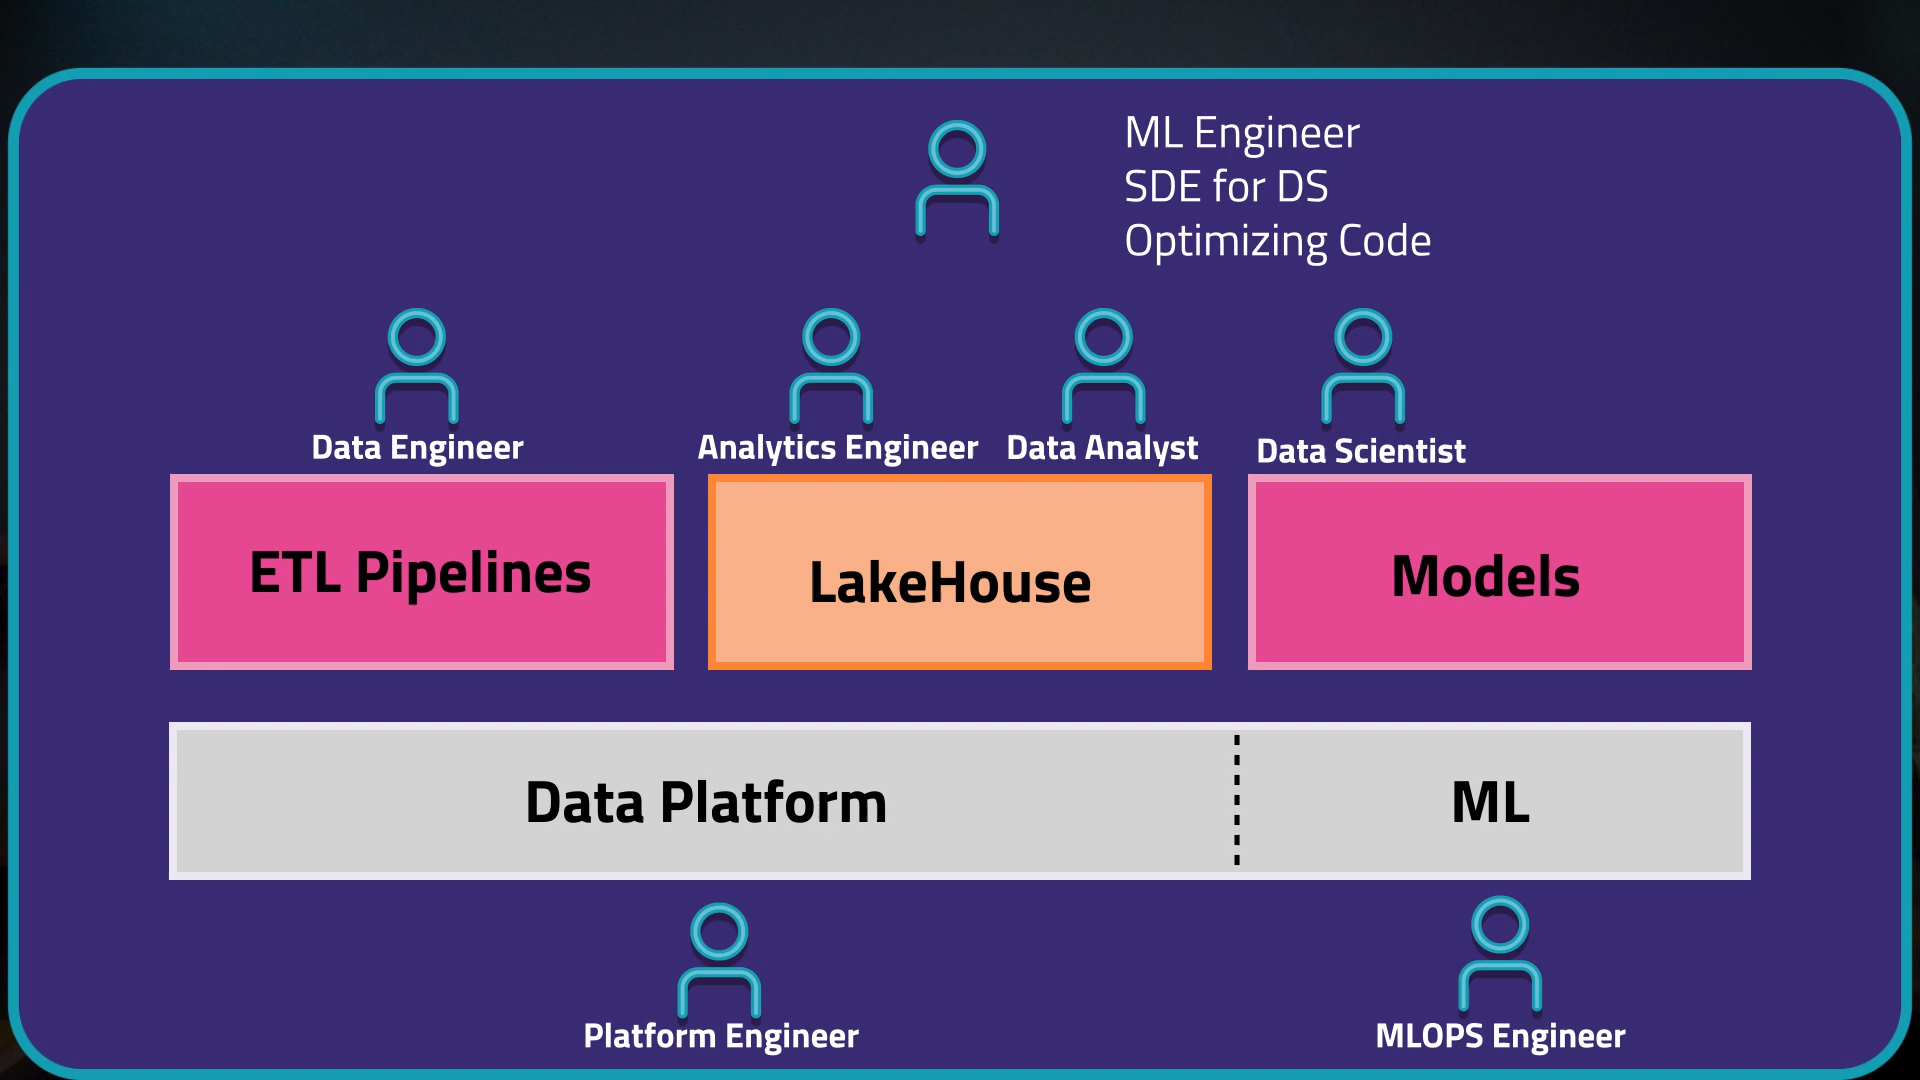 ML Engineer
SDE for DS
Optimizing Code
Data Engineer
Analytics Engineer
Data Analyst
Data Scientist
ETL Pipelines
LakeHouse
Models
Data Platform
ML
Platform Engineer
MLOPS Engineer